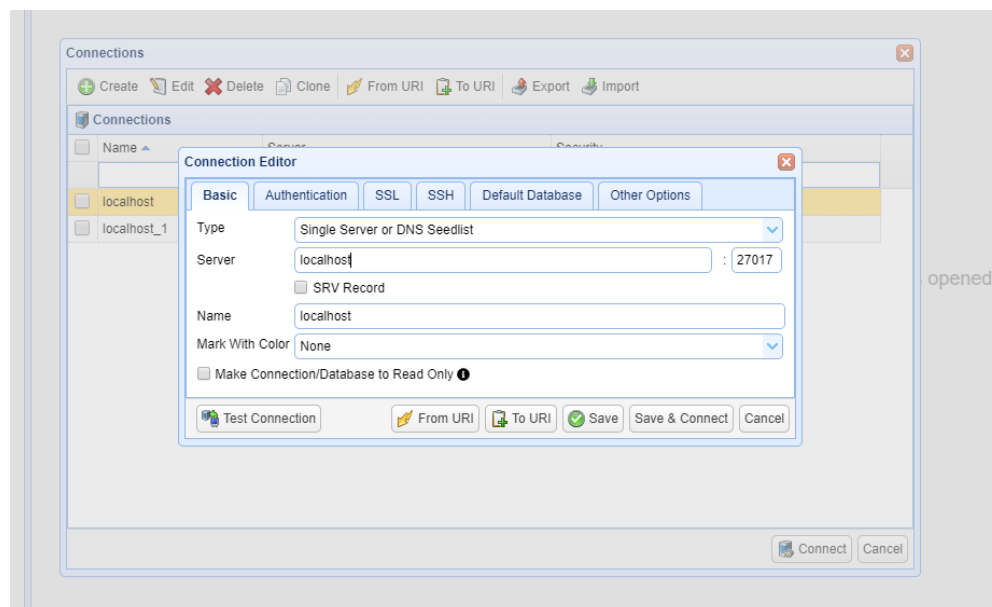 Connections
Create Edit Delete Clone From URI To URI Export Import
Connections
Name Server Security
Connection Editor
localhost
localhost_1
Basic Authentication SSL SSH Default Database Other Options
Type Single Server or DNS Seedlist
Server localhost : 27017
SRV Record
opened
Name localhost
Mark With Color None
Make Connection/Database to Read Only
Test Connection From URI To URI Save Save & Connect Cancel
Connect Cancel